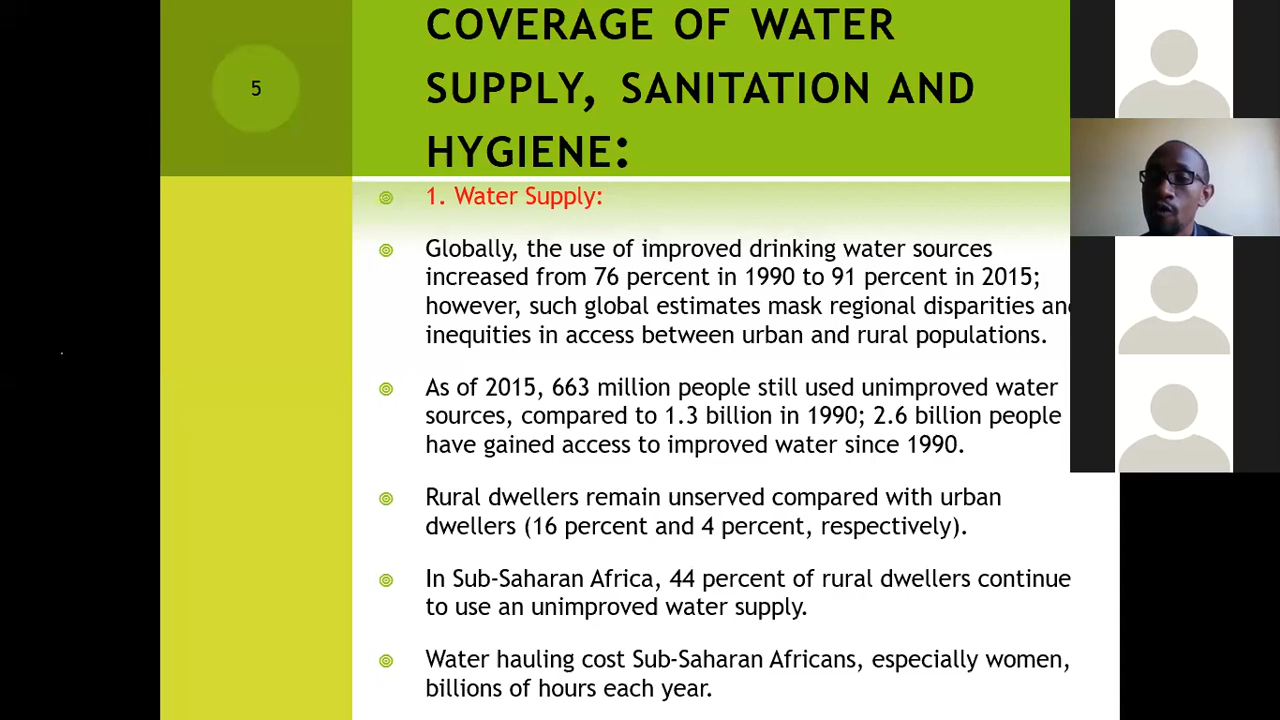 COVERAGE OF WATER
SUPPLY, SANITATION AND
HYGIENE:
5
1. Water Supply:
Globally, the use of improved drinking water sources
increased from 76 percent in 1990 to 91 percent in 2015;
however, such global estimates mask regional disparities an
inequities in access between urban and rural populations.
As of 2015, 663 million people still used unimproved water
sources, compared to 1.3 billion in 1990; 2.6 billion people
have gained access to improved water since 1990.
Rural dwellers remain unserved compared with urban
dwellers (16 percent and 4 percent, respectively).
In Sub-Saharan Africa, 44 percent of rural dwellers continue
to use an unimproved water supply.
Water hauling cost Sub-Saharan Africans, especially women,
billions of hours each year.